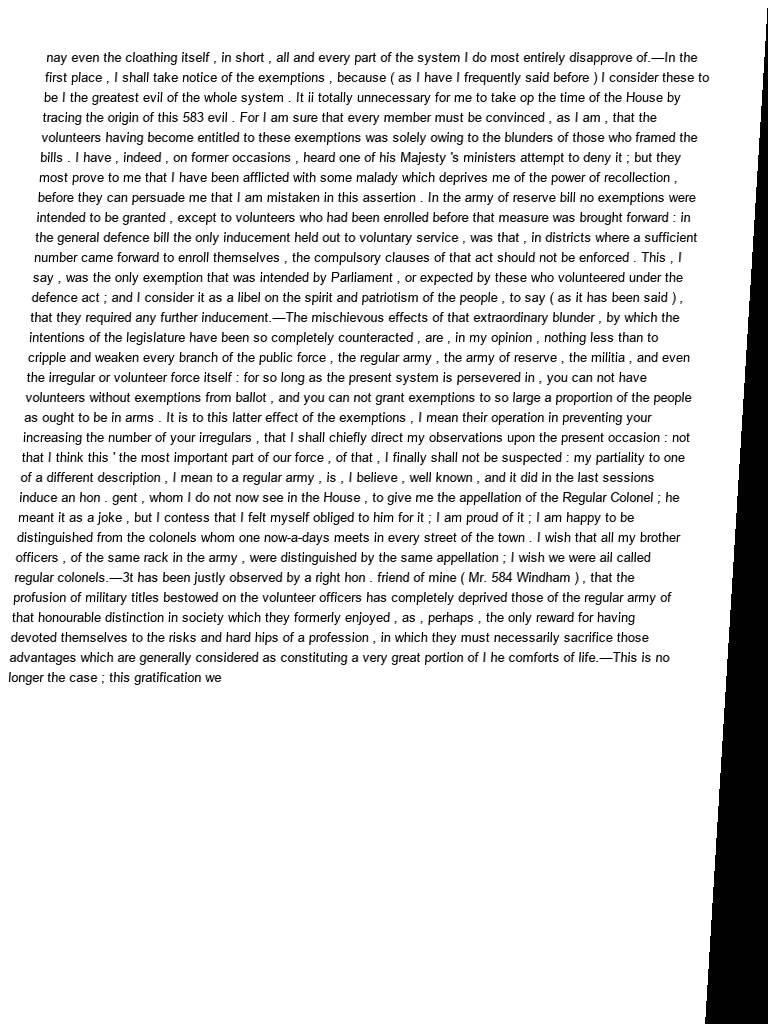 nay even the cloathing itself , in short , all and every part of the system I do most entirely disapprove of.—In the
first place , I shall take notice of the exemptions , because ( as I have I frequently said before ) I consider these to
be I the greatest evil of the whole system . It ii totally unnecessary for me to take op the time of the House by
tracing the origin of this 583 evil . For I am sure that every member must be convinced , as I am , that the
volunteers having become entitled to these exemptions was solely owing to the blunders of those who framed the
bills . I have , indeed , on former occasions , heard one of his Majesty 's ministers attempt to deny it ; but they
most prove to me that I have been afflicted with some malady which deprives me of the power of recollection ,
before they can persuade me that I am mistaken in this assertion . In the army of reserve bill no exemptions were
intended to be granted , except to volunteers who had been enrolled before that measure was brought forward : in
the general defence bill the only inducement held out to voluntary service , was that , in districts where a sufficient
number came forward to enroll themselves , the compulsory clauses of that act should not be enforced . This , I
say , was the only exemption that was intended by Parliament , or expected by these who volunteered under the
defence act ; and I consider it as a libel on the spirit and patriotism of the people , to say ( as it has been said ) ,
that they required any further inducement.—The mischievous effects of that extraordinary blunder , by which the
intentions of the legislature have been so completely counteracted , are , in my opinion , nothing less than to
cripple and weaken every branch of the public force , the regular army , the army of reserve , the militia , and even
the irregular or volunteer force itself : for so long as the present system is persevered in , you can not have
volunteers without exemptions from ballot , and you can not grant exemptions to so large a proportion of the people
as ought to be in arms . It is to this latter effect of the exemptions , I mean their operation in preventing your
increasing the number of your irregulars , that I shall chiefly direct my observations upon the present occasion : not
that I think this ' the most important part of our force , of that , I finally shall not be suspected : my partiality to one
of a different description , I mean to a regular army , is , I believe , well known , and it did in the last sessions
induce an hon . gent , whom I do not now see in the House , to give me the appellation of the Regular Colonel ; he
meant it as a joke , but I contess that I felt myself obliged to him for it ; I am proud of it ; I am happy to be
distinguished from the colonels whom one now-a-days meets in every street of the town . I wish that all my brother
officers , of the same rack in the army , were distinguished by the same appellation ; I wish we were ail called
regular colonels.—3t has been justly observed by a right hon . friend of mine ( Mr. 584 Windham ) , that the
profusion of military titles bestowed on the volunteer officers has completely deprived those of the regular army of
that honourable distinction in society which they formerly enjoyed , as , perhaps , the only reward for having
devoted themselves to the risks and hard hips of a profession , in which they must necessarily sacrifice those
advantages which are generally considered as constituting a very great portion of I he comforts of life.—This is no
longer the case ; this gratification we